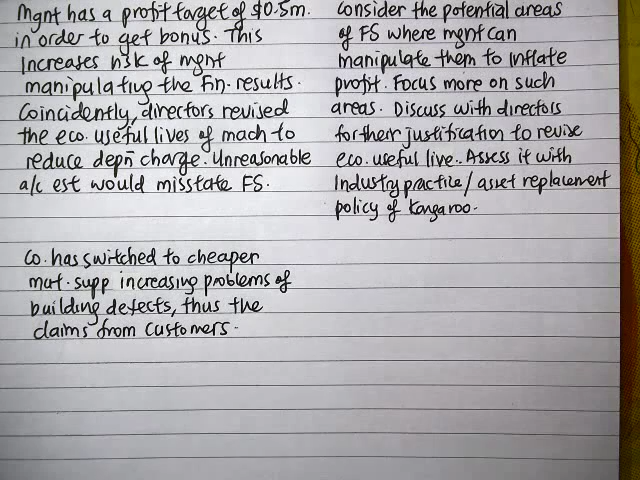 Mgnt has a profit target of $0.5m.
in order to get bonus. This
Increases risk of mgnt
manipulating the Fin. results.
Coincidently, directors revised
the eco. useful lives of mach to
reduce depn charge. Unreasonable
a/c est would misstate FS.
Co. has switched to cheaper
mat. supp increasing problems of
building defects, thus the
claims from customers.
Consider the potential areas
of FS where mgnt can
manipulate them to inflate
profit. Focus more on such
areas. Discuss with directors
for their justification to revise
eco. useful live. Assess it with
Industry practice/asset replacement
policy of Kangaroo.